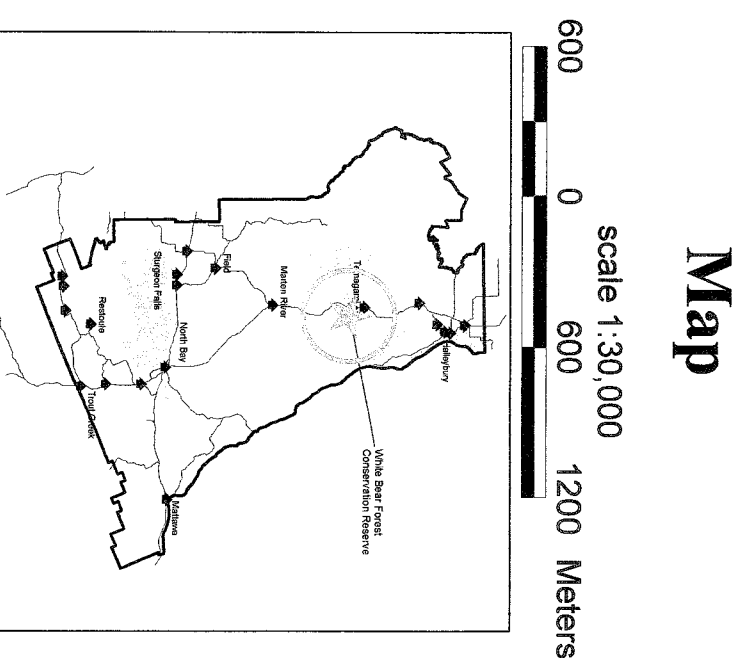 Map
scale 1:30,000
600 0 600 1200 Meters
Haileybury
Temagami
White Bear Forest
Conservation Reserve
Marten River
Field
Sturgeon Falls
North Bay
Mattawa
Restoule
Trout Creek